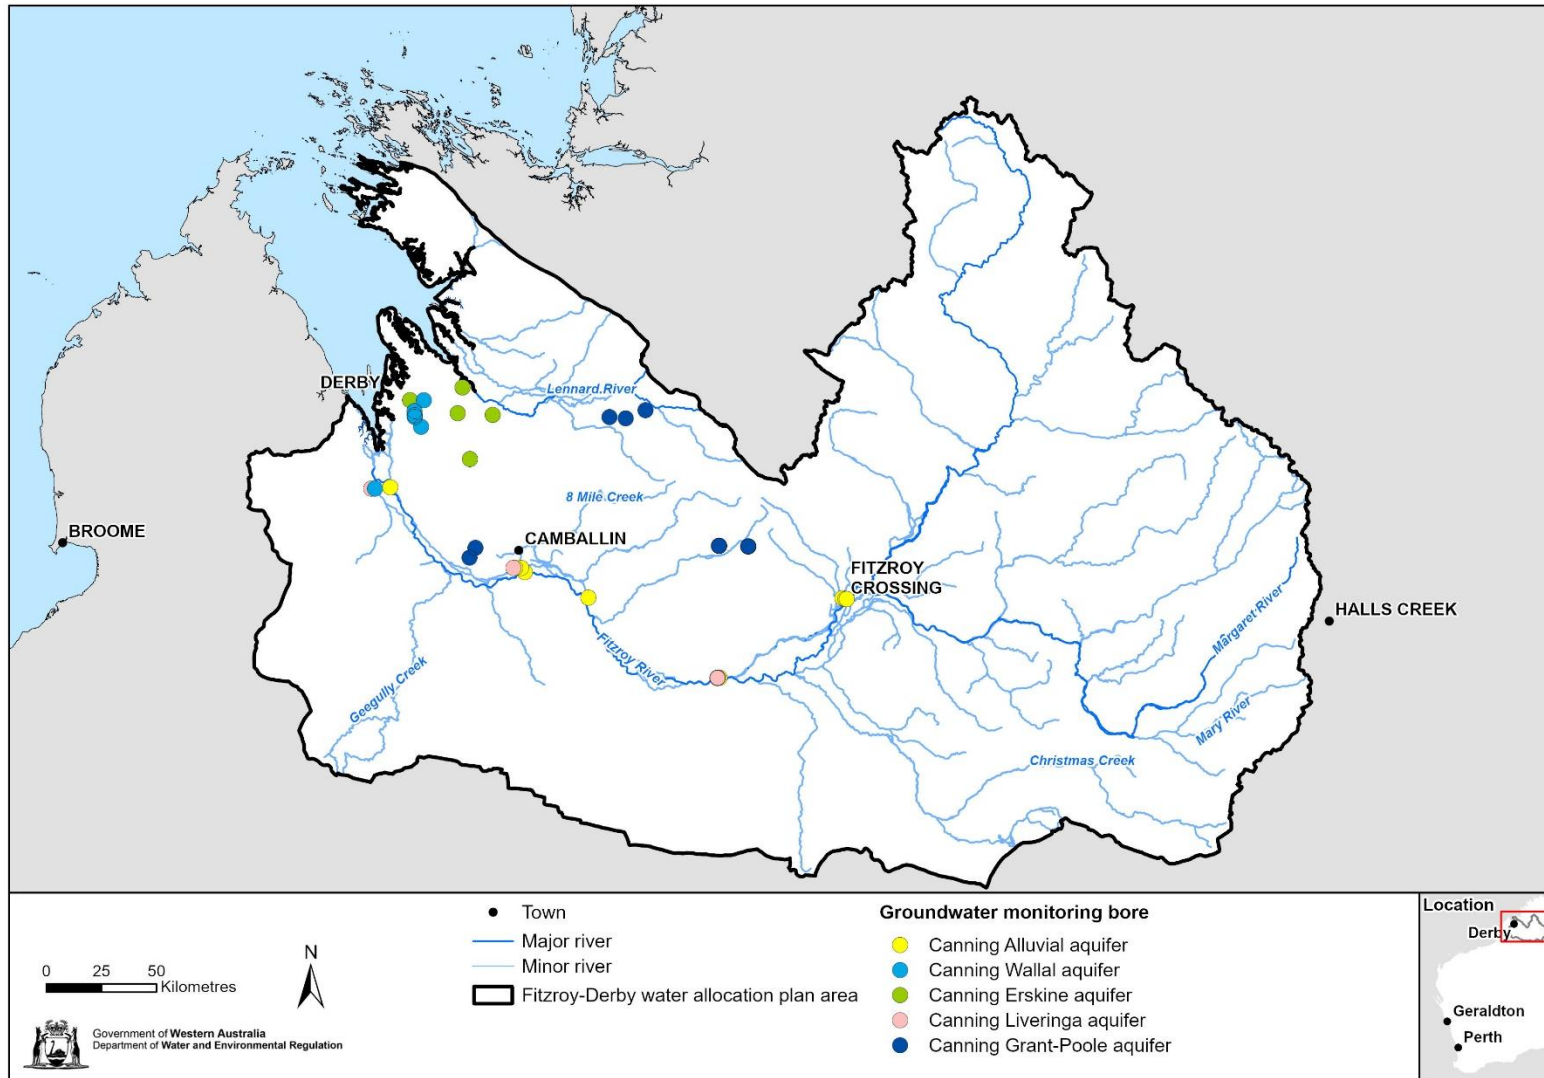 DERBY
Lennard River
8 Mile Creek
BROOME
CAMBALLIN
FITZROY
CROSSING
HALLS CREEK
Margaret River
Fitzroy River
Geegully Creek
Mary River
Christmas Creek
0 25 50
Kilometres
N
Government of Western Australia
Department of Water and Environmental Regulation
Town
Major river
Minor river
Fitzroy-Derby water allocation plan area
Groundwater monitoring bore
Canning Alluvial aquifer
Canning Wallal aquifer
Canning Erskine aquifer
Canning Liveringa aquifer
Canning Grant-Poole aquifer
Location
Derby
Geraldton
Perth